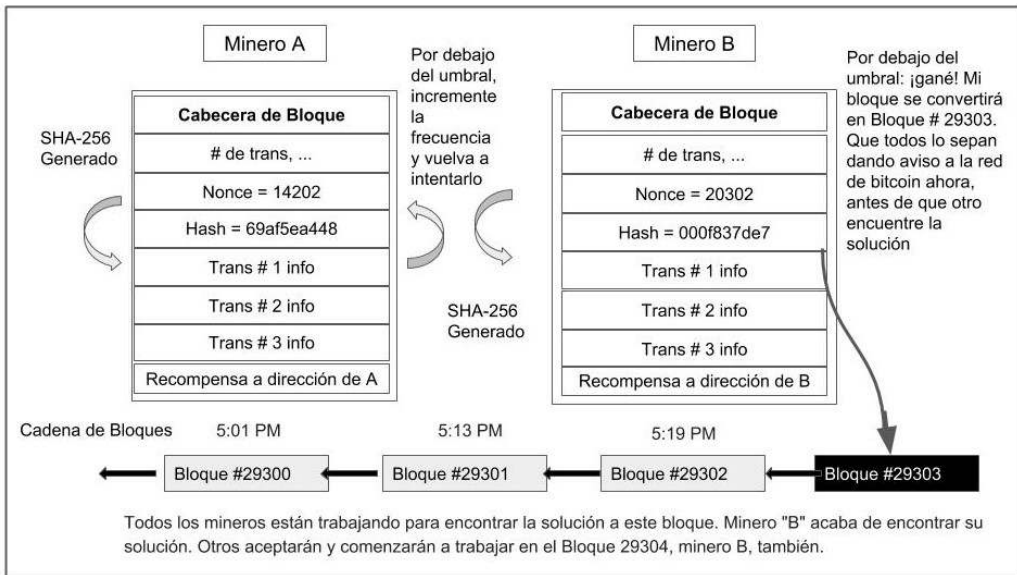 Minero A
Minero B
SHA-256
Generado
Cabecera de Bloque
# de trans, ...
Nonce = 14202
Hash = 69af5ea448
Trans # 1 info
Trans # 2 info
Trans # 3 info
Recompensa a dirección de A
Por debajo
del umbral,
incremente
la
frecuencia
y vuelva a
intentarlo
SHA-256
Generado
Cabecera de Bloque
# de trans, ...
Nonce = 20302
Hash = 000f837de7
Trans # 1 info
Trans # 2 info
Trans # 3 info
Recompensa a dirección de B
Por debajo del
umbral: ¡gané! Mi
bloque se convertirá
en Bloque # 29303.
Que todos lo sepan
dando aviso a la red
de bitcoin ahora,
antes de que otro
encuentre la
solución
Cadena de Bloques
5:01 PM
5:13 PM
5:19 PM
Bloque #29300
Bloque #29301
Bloque #29302
Bloque #29303
Todos los mineros están trabajando para encontrar la solución a este bloque. Minero "B" acaba de encontrar su
solución. Otros aceptarán y comenzarán a trabajar en el Bloque 29304, minero B, también.